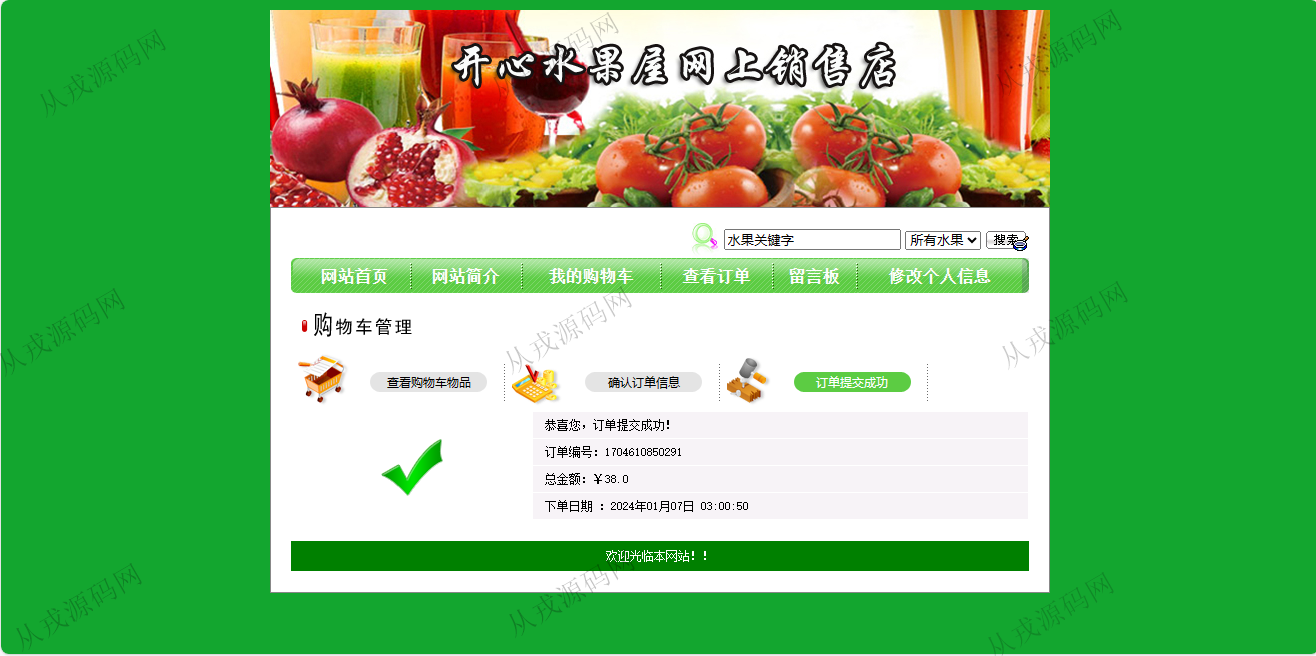 开心水果屋网上销售店
水果关键字 所有水果 搜索
网站首页 网站简介 我的购物车 查看订单 留言板 修改个人信息
购物车管理
查看购物车物品 确认订单信息 订单提交成功
恭喜您，订单提交成功！
订单编号：1704610850291
总金额：￥38.0
下单日期 ：2024年01月07日 03:00:50
欢迎光临本网站！！
从戎源码网
从戎源码网
从戎源码网
从戎源码网
从戎源码网
从戎源码网
从戎源码网
从戎源码网
从戎源码网